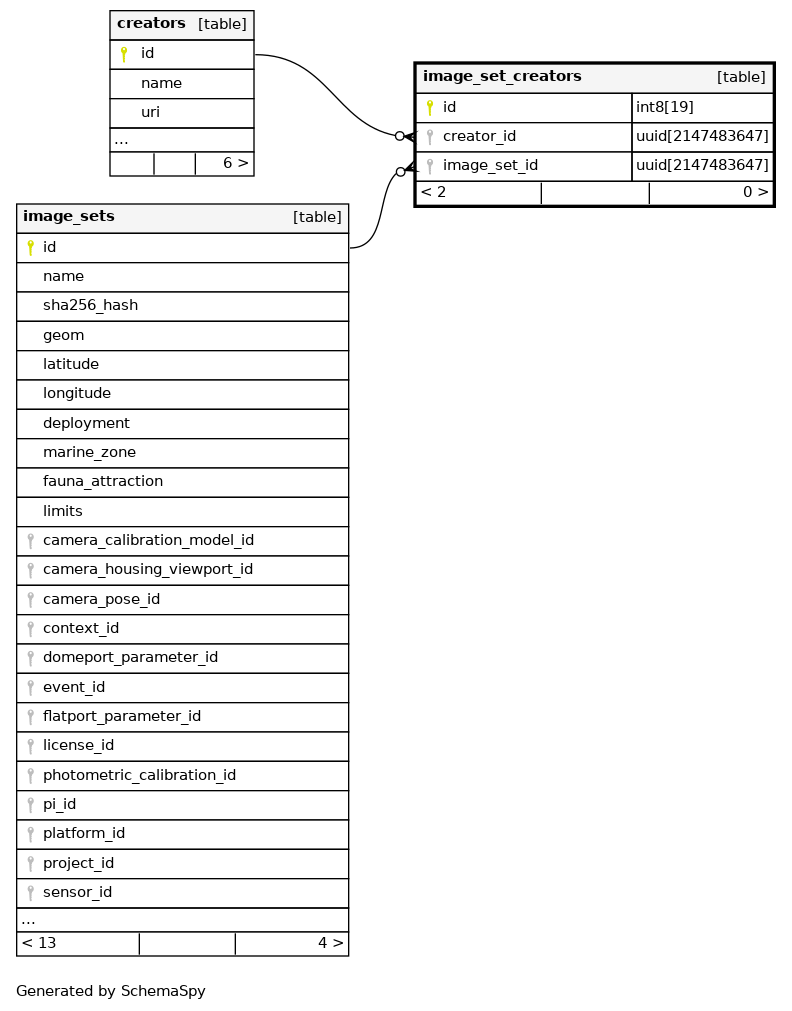 creators [table]
id
name
uri
...
6 >
image_set_creators [table]
id int8[19]
creator_id uuid[2147483647]
image_set_id uuid[2147483647]
< 2 0 >
image_sets [table]
id
name
sha256_hash
geom
latitude
longitude
deployment
marine_zone
fauna_attraction
limits
camera_calibration_model_id
camera_housing_viewport_id
camera_pose_id
context_id
domeport_parameter_id
event_id
flatport_parameter_id
license_id
photometric_calibration_id
pi_id
platform_id
project_id
sensor_id
...
< 13 4 >
Generated by SchemaSpy